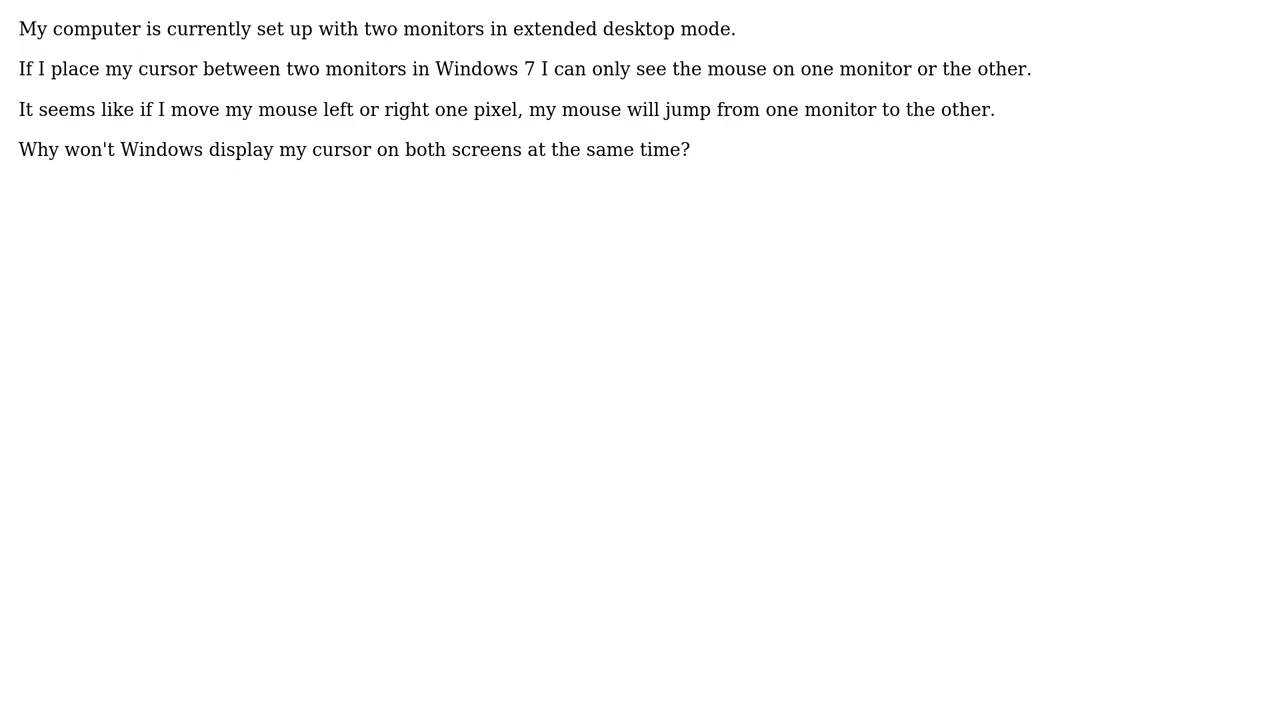 My computer is currently set up with two monitors in extended desktop mode.
If I place my cursor between two monitors in Windows 7 I can only see the mouse on one monitor or the other.
It seems like if I move my mouse left or right one pixel, my mouse will jump from one monitor to the other.
Why won't Windows display my cursor on both screens at the same time?